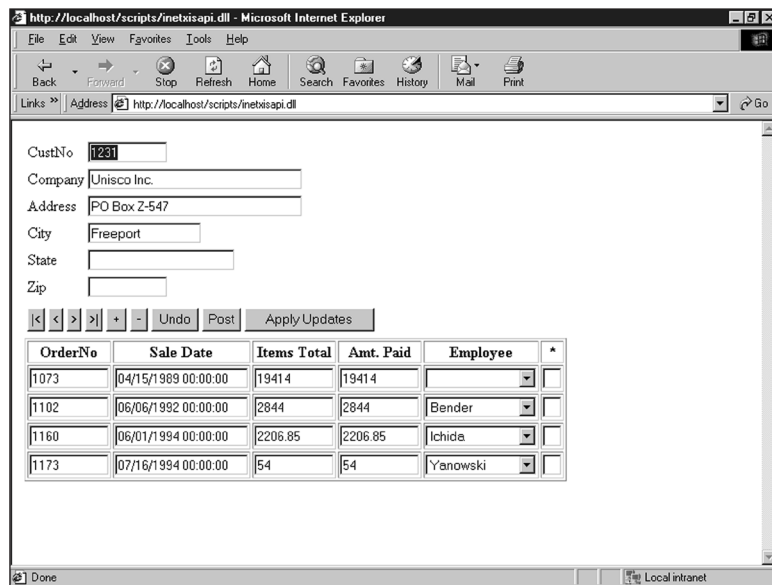 http://localhost/scripts/inetxisapi.dll - Microsoft Internet Explorer
File Edit View Favorites Tools Help
Back Forward Stop Refresh Home Search Favorites History Mail Print
Links » Address http://localhost/scripts/inetxisapi.dll Go
CustNo 1231
Company Unisco Inc.
Address PO Box Z-547
City Freeport
State
Zip
|< < > >| + - Undo Post Apply Updates
OrderNo Sale Date Items Total Amt. Paid Employee *
1073 04/15/1989 00:00:00 19414 19414
1102 06/06/1992 00:00:00 2844 2844 Bender
1160 06/01/1994 00:00:00 2206.85 2206.85 Ichida
1173 07/16/1994 00:00:00 54 54 Yanowski
Done Local intranet